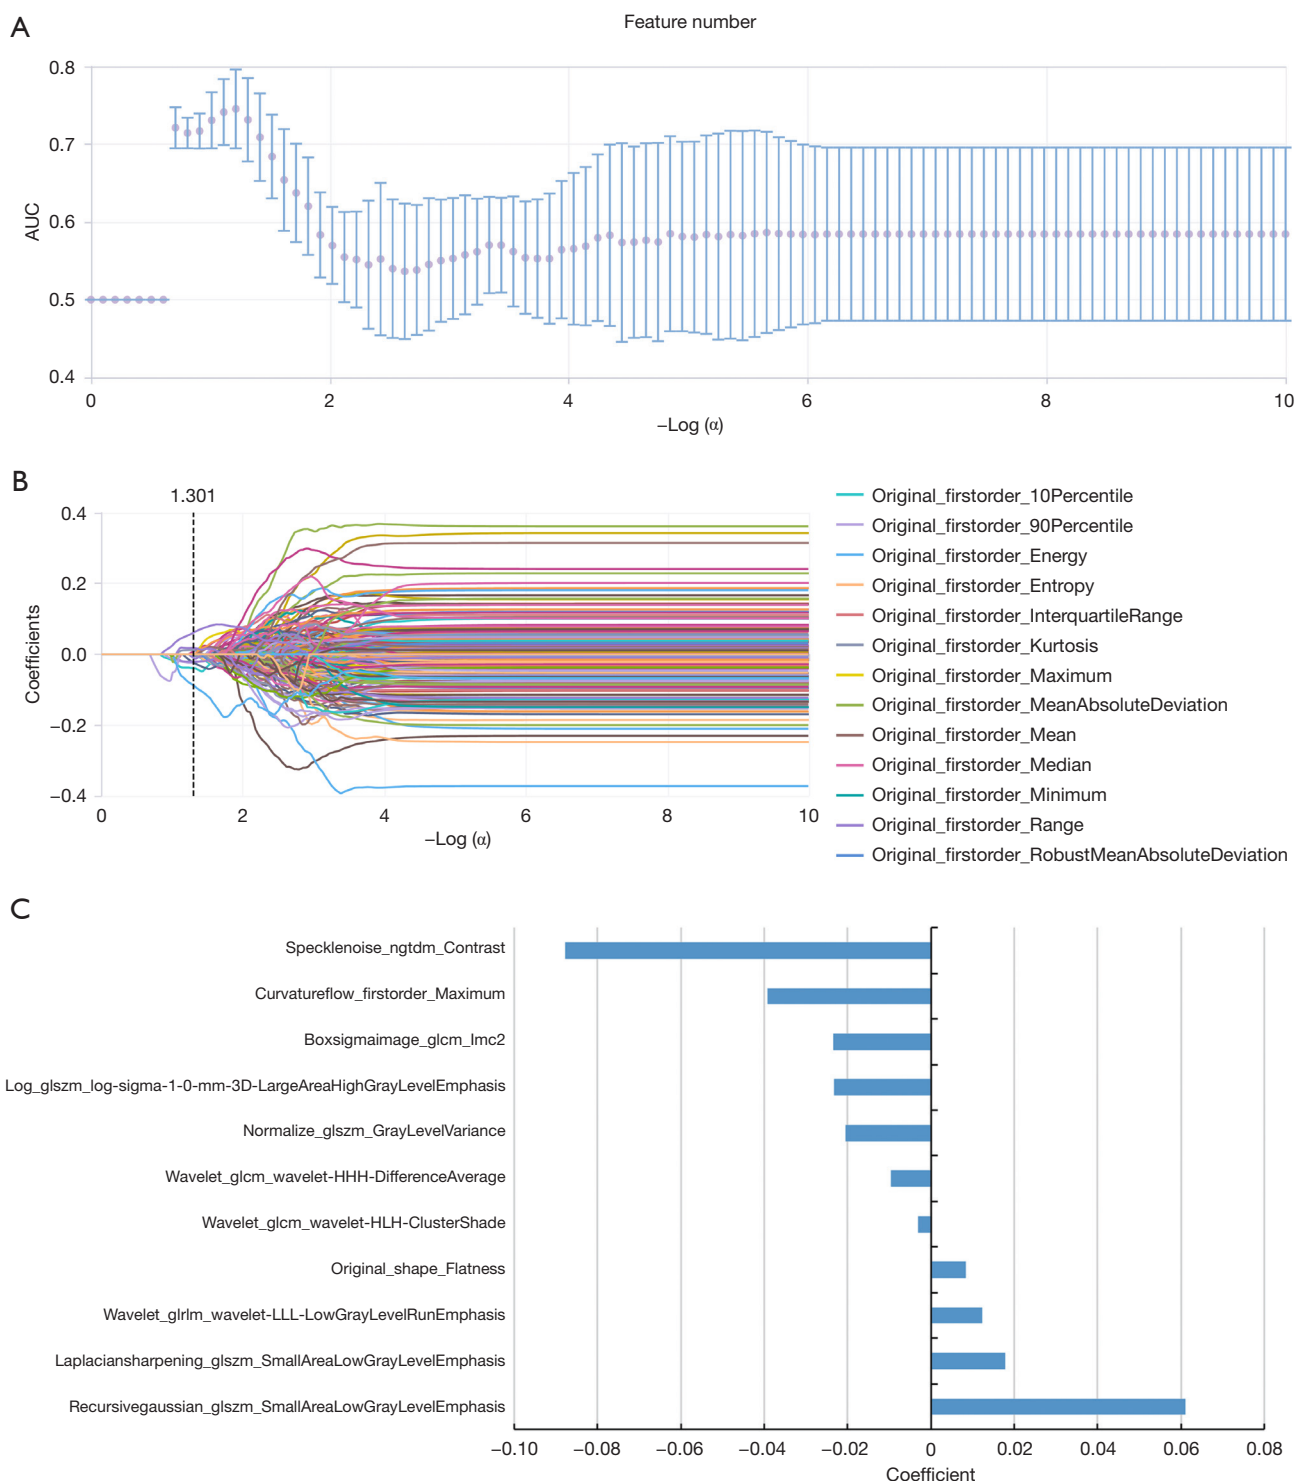 A
Feature number
0.8
0.7
0.6
0.5
0.4
AUC
0 2 4 6 8 10
−Log (α)
B
1.301
0.4
0.2
0.0
−0.2
−0.4
Coefficients
0 2 4 6 8 10
−Log (α)
Original_firstorder_10Percentile
Original_firstorder_90Percentile
Original_firstorder_Energy
Original_firstorder_Entropy
Original_firstorder_InterquartileRange
Original_firstorder_Kurtosis
Original_firstorder_Maximum
Original_firstorder_MeanAbsoluteDeviation
Original_firstorder_Mean
Original_firstorder_Median
Original_firstorder_Minimum
Original_firstorder_Range
Original_firstorder_RobustMeanAbsoluteDeviation
C
Specklenoise_ngtdm_Contrast
Curvatureflow_firstorder_Maximum
Boxsigmaimage_glcm_lmc2
Log_glszm_log-sigma-1-0-mm-3D-LargeAreaHighGrayLevelEmphasis
Normalize_glszm_GrayLevelVariance
Wavelet_glcm_wavelet-HHH-DifferenceAverage
Wavelet_glcm_wavelet-HLH-ClusterShade
Original_shape_Flatness
Wavelet_glrlm_wavelet-LLL-LowGrayLevelRunEmphasis
Laplaciansharpening_glszm_SmallAreaLowGrayLevelEmphasis
Recursivegaussian_glszm_SmallAreaLowGrayLevelEmphasis
−0.10 −0.08 −0.06 −0.04 −0.02 0 0.02 0.04 0.06 0.08
Coefficient